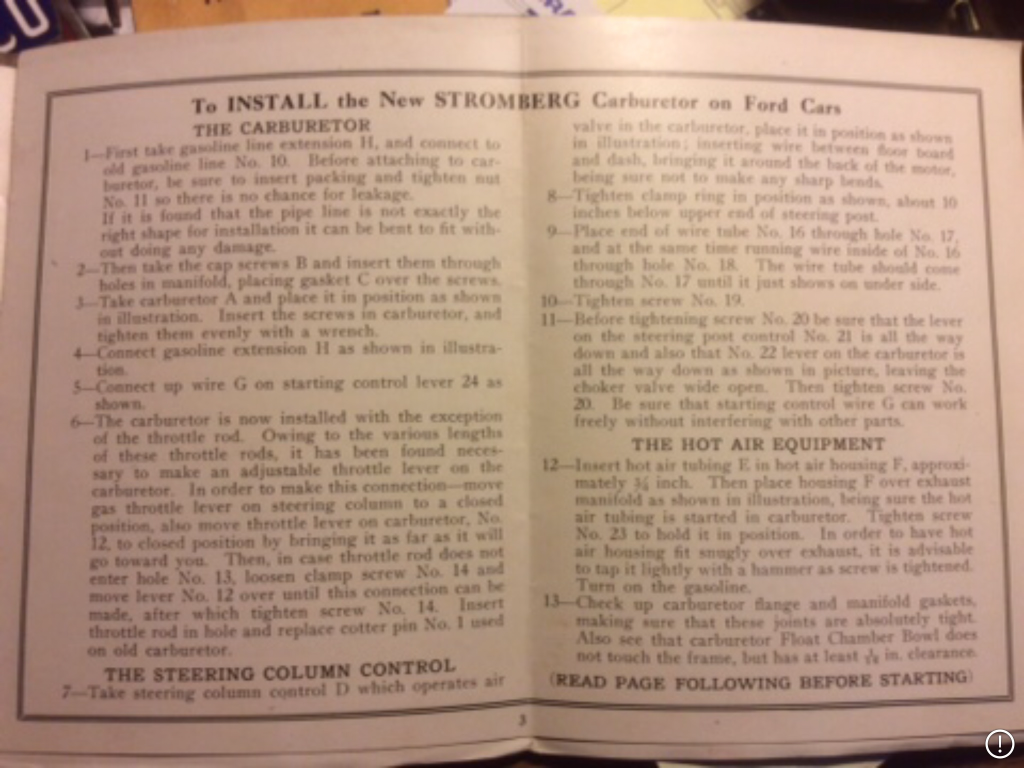 To INSTALL the New STROMBERG Carburetor on Ford Cars
THE CARBURETOR
1—First take gasoline line extension H, and connect to
old gasoline line No. 10. Before attaching to car-
buretor, be sure to insert packing and tighten nut
No. 11 so there is no chance for leakage.
If it is found that the pipe line is not exactly the
right shape for installation it can be bent to fit with-
out doing any damage.
2—Then take the cap screws B and insert them through
holes in manifold, placing gasket C over the screws.
3—Take carburetor A and place it in position as shown
in illustration. Insert the screws in carburetor, and
tighten them evenly with a wrench.
4—Connect gasoline extension H as shown in illustra-
tion.
5—Connect up wire G on starting control lever 24 as
shown.
6—The carburetor is now installed with the exception
of the throttle rod. Owing to the various lengths
of these throttle rods, it has been found neces-
sary to make an adjustable throttle lever on the
carburetor. In order to make this connection—move
gas throttle lever on steering column to a closed
position, also move throttle lever on carburetor, No.
12, to closed position by bringing it as far as it will
go toward you. Then, in case throttle rod does not
enter hole No. 13, loosen clamp screw No. 14 and
move lever No. 12 over until this connection can be
made, after which tighten screw No. 14. Insert
throttle rod in hole and replace cotter pin No. 1 used
on old carburetor.
THE STEERING COLUMN CONTROL
7—Take steering column control D which operates air
valve in the carburetor, place it in position as shown
in illustration; inserting wire between floor board
and dash, bringing it around the back of the motor,
being sure not to make any sharp bends.
8—Tighten clamp ring in position as shown, about 10
inches below upper end of steering post.
9—Place end of wire tube No. 16 through hole No. 17,
and at the same time running wire inside of No. 16
through hole No. 18. The wire tube should come
through No. 17 until it just shows on under side.
10—Tighten screw No. 19.
11—Before tightening screw No. 20 be sure that the lever
on the steering post control No. 21 is all the way
down and also that No. 22 lever on the carburetor is
all the way down as shown in picture, leaving the
choker valve wide open. Then tighten screw No.
20. Be sure that starting control wire G can work
freely without interfering with other parts.
THE HOT AIR EQUIPMENT
12—Insert hot air tubing E in hot air housing F, approxi-
mately ¾ inch. Then place housing F over exhaust
manifold as shown in illustration, being sure the hot
air tubing is started in carburetor. Tighten screw
No. 23 to hold it in position. In order to have hot
air housing fit snugly over exhaust, it is advisable
to tap it lightly with a hammer as screw is tightened.
Turn on the gasoline.
13—Check up carburetor flange and manifold gaskets,
making sure that these joints are absolutely tight.
Also see that carburetor Float Chamber Bowl does
not touch the frame, but has at least in. clearance.
(READ PAGE FOLLOWING BEFORE STARTING)
3